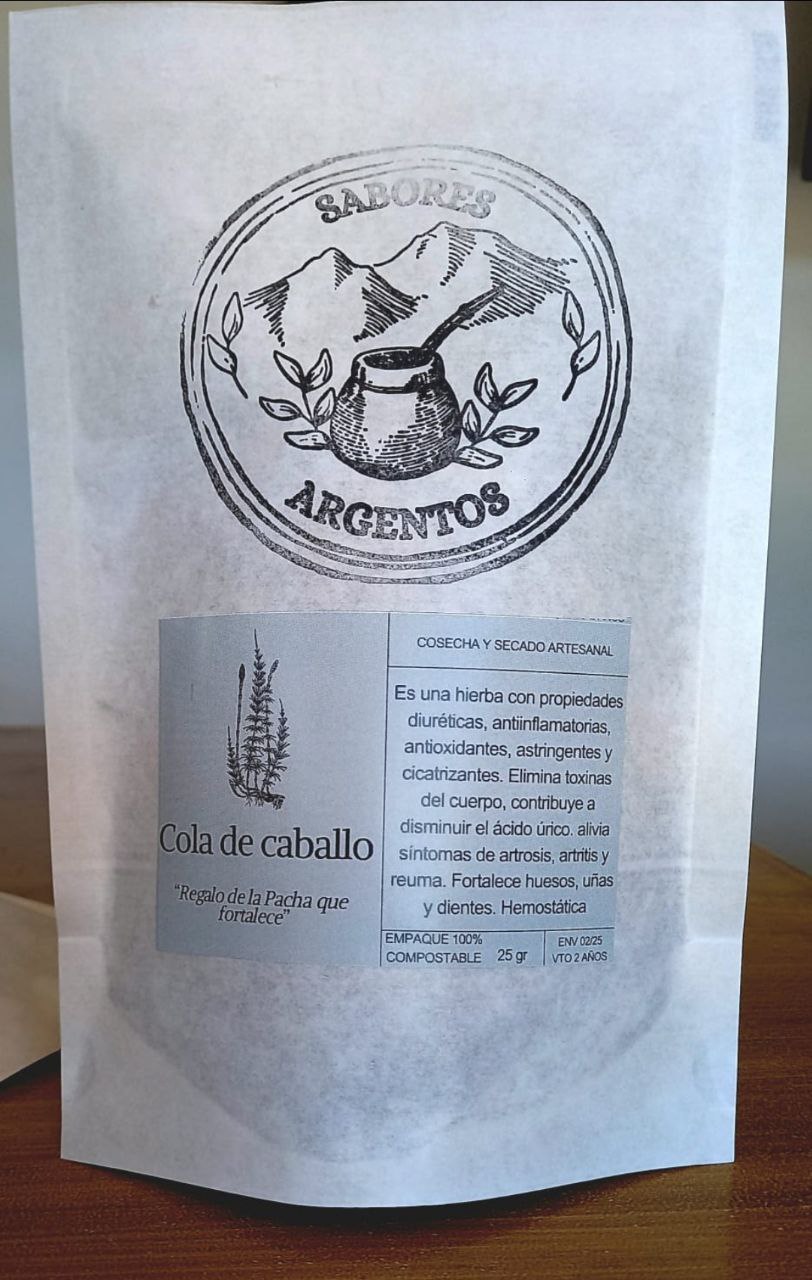 SABORES
ARGENTOS
Cola de caballo
“Regalo de la Pacha que
fortalece”
COSECHA Y SECADO ARTESANAL
Es una hierba con propiedades
diuréticas, antiinflamatorias,
antioxidantes, astringentes y
cicatrizantes. Elimina toxinas
del cuerpo, contribuye a
disminuir el ácido úrico. alivia
síntomas de artrosis, artritis y
reuma. Fortalece huesos, uñas
y dientes. Hemostática
EMPAQUE 100%
COMPOSTABLE 25 gr
ENV 02/25
VTO 2 AÑOS